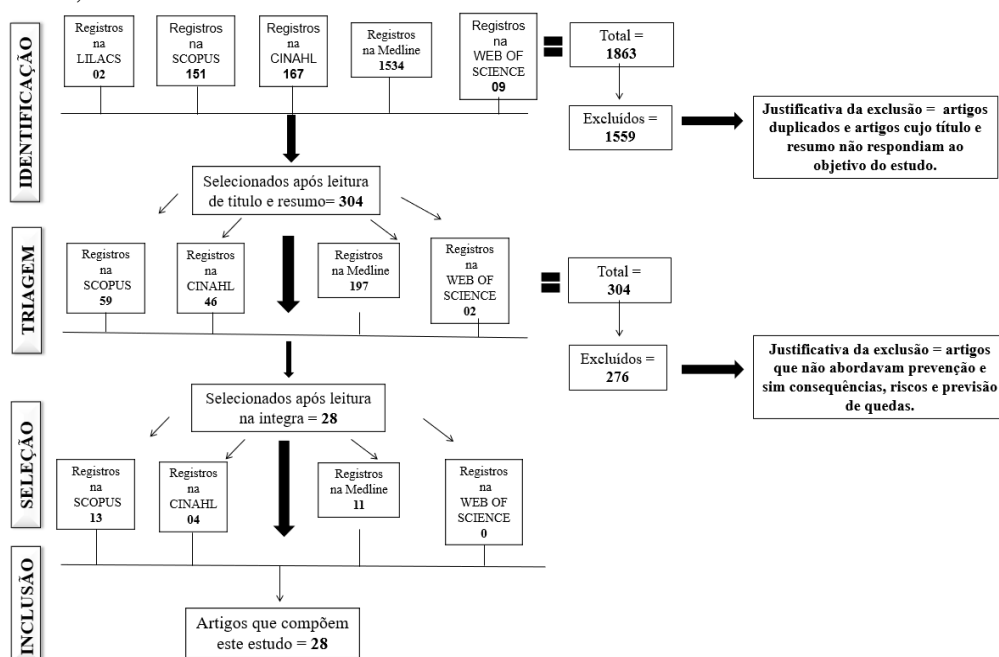 IDENTIFICAÇÃO
Registros
na
LILACS
02
Registros
na
SCOPUS
151
Registros
na
CINAHL
167
Registros
na Medline
1534
Registros
na
WEB OF
SCIENCE
09
Total =
1863
Excluídos =
1559
Justificativa da exclusão = artigos
duplicados e artigos cujo título e
resumo não respondiam ao
objetivo do estudo.
Selecionados após leitura
de titulo e resumo= 304
TRIAGEM
Registros
na
SCOPUS
59
Registros
na
CINAHL
46
Registros
na Medline
197
Registros
na
WEB OF
SCIENCE
02
Total =
304
Excluídos =
276
Justificativa da exclusão = artigos
que não abordavam prevenção e
sim consequências, riscos e previsão
de quedas.
Selecionados após leitura
na integra = 28
SELEÇÃO
Registros
na
SCOPUS
13
Registros
na
CINAHL
04
Registros
na Medline
11
Registros
na
WEB OF
SCIENCE
0
INCLUSÃO
Artigos que compõem
este estudo = 28